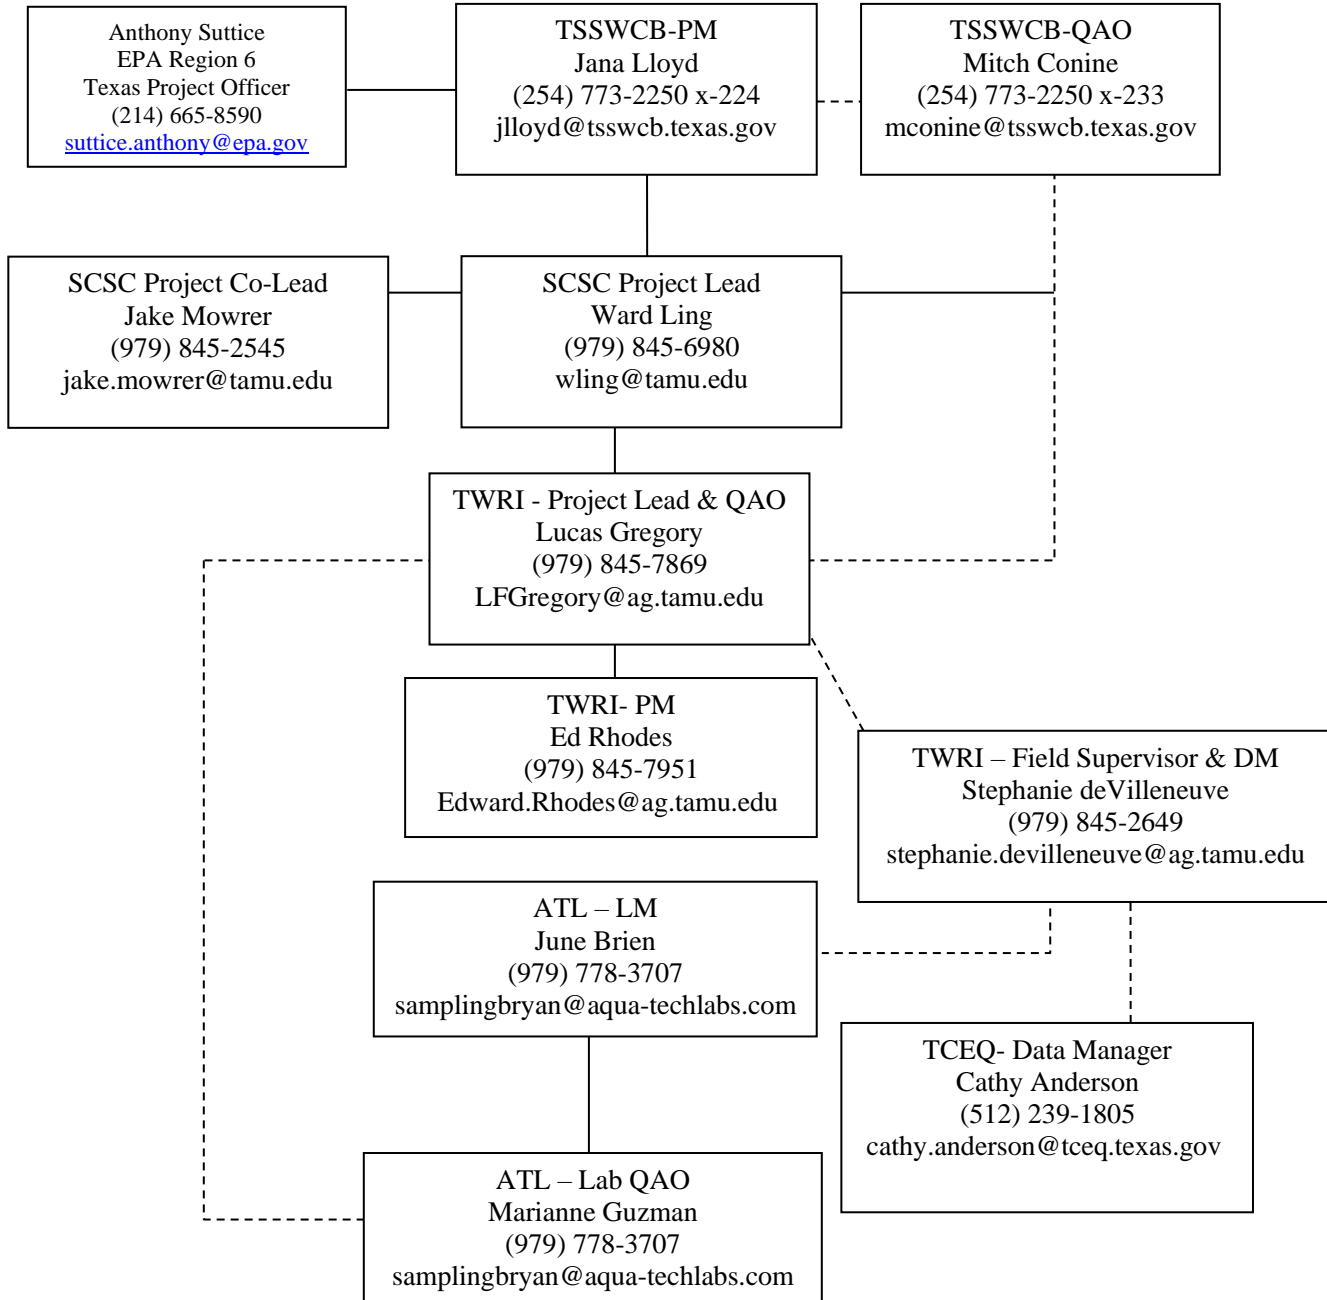 Anthony Suttice
EPA Region 6
Texas Project Officer
(214) 665-8590
suttice.anthony@epa.gov
TSSWCB-PM
Jana Lloyd
(254) 773-2250 x-224
jlloyd@tsswcb.texas.gov
TSSWCB-QAO
Mitch Conine
(254) 773-2250 x-233
mconine@tsswcb.texas.gov
SCSC Project Co-Lead
Jake Mowrer
(979) 845-2545
jake.mowrer@tamu.edu
SCSC Project Lead
Ward Ling
(979) 845-6980
wling@tamu.edu
TWRI - Project Lead & QAO
Lucas Gregory
(979) 845-7869
LFGregory@ag.tamu.edu
TWRI- PM
Ed Rhodes
(979) 845-7951
Edward.Rhodes@ag.tamu.edu
TWRI – Field Supervisor & DM
Stephanie deVilleneuve
(979) 845-2649
stephanie.devilleneuve@ag.tamu.edu
ATL – LM
June Brien
(979) 778-3707
samplingbryan@aqua-techlabs.com
TCEQ- Data Manager
Cathy Anderson
(512) 239-1805
cathy.anderson@tceq.texas.gov
ATL – Lab QAO
Marianne Guzman
(979) 778-3707
samplingbryan@aqua-techlabs.com